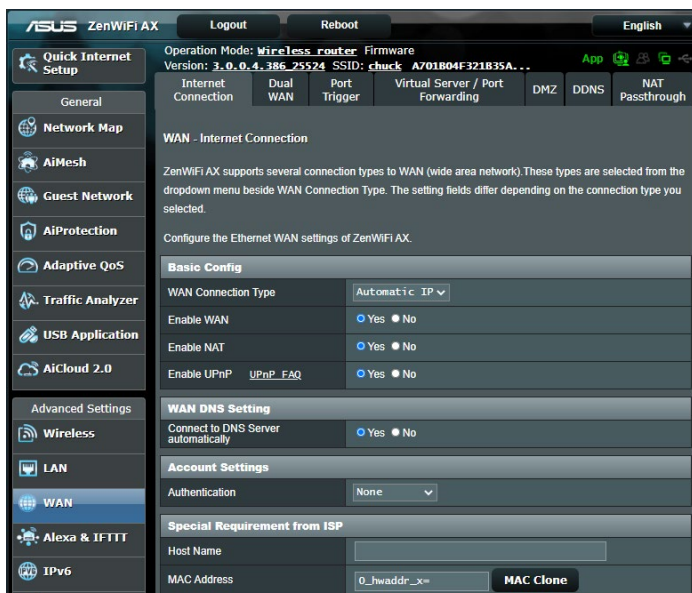 ASUS ZenWiFi AX Logout Reboot English
Quick Internet Setup
Operation Mode: Wireless router Firmware
Version: 3.0.0.4.386_25524 SSID: chuck A701B04F321B35A...
App
General
Network Map
AiMesh
Guest Network
AiProtection
Adaptive QoS
Traffic Analyzer
USB Application
AiCloud 2.0
Advanced Settings
Wireless
LAN
WAN
Alexa & IFTTT
IPv6
Internet Connection
Dual WAN
Port Trigger
Virtual Server / Port Forwarding
DMZ
DDNS
NAT Passthrough
WAN - Internet Connection
ZenWiFi AX supports several connection types to WAN (wide area network).These types are selected from the
dropdown menu beside WAN Connection Type. The setting fields differ depending on the connection type you
selected.
Configure the Ethernet WAN settings of ZenWiFi AX.
Basic Config
WAN Connection Type Automatic IP
Enable WAN Yes No
Enable NAT Yes No
Enable UPnP UPnP FAQ Yes No
WAN DNS Setting
Connect to DNS Server automatically Yes No
Account Settings
Authentication None
Special Requirement from ISP
Host Name
MAC Address 0_hwaddr_x= MAC Clone